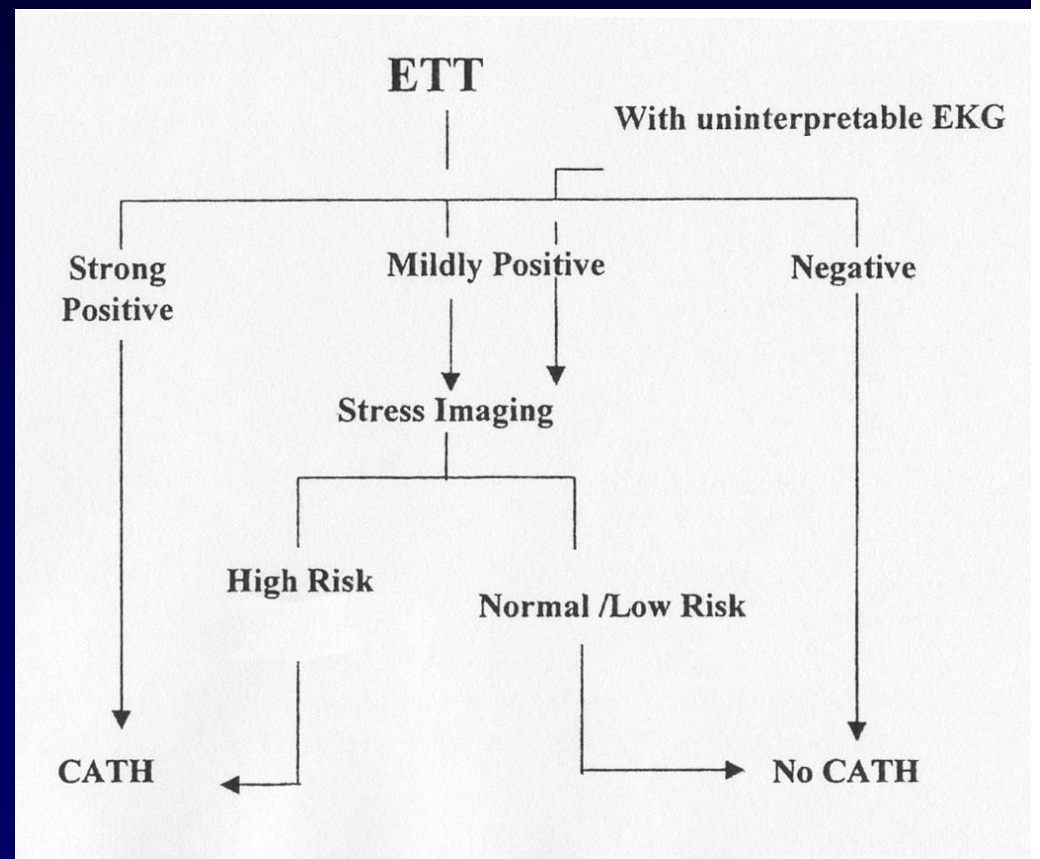 ETT
With uninterpretable EKG
Strong
Positive
Mildly Positive
Negative
Stress Imaging
High Risk
Normal /Low Risk
CATH
No CATH